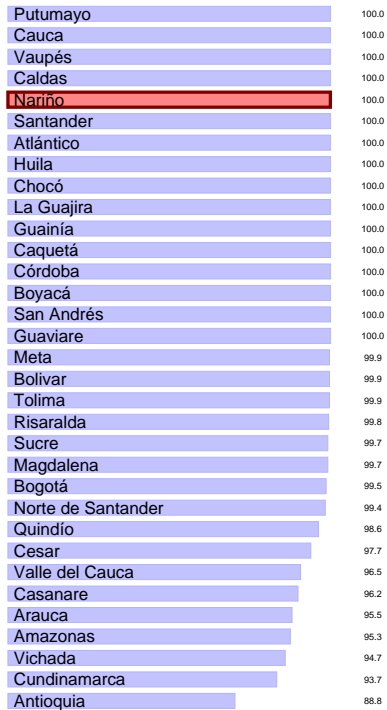 Putumayo 100.0
Cauca 100.0
Vaupés 100.0
Caldas 100.0
Nariño 100.0
Santander 100.0
Atlántico 100.0
Huila 100.0
Chocó 100.0
La Guajira 100.0
Guainía 100.0
Caquetá 100.0
Córdoba 100.0
Boyacá 100.0
San Andrés 100.0
Guaviare 100.0
Meta 99.9
Bolivar 99.9
Tolima 99.9
Risaralda 99.8
Sucre 99.7
Magdalena 99.7
Bogotá 99.5
Norte de Santander 99.4
Quindío 98.6
Cesar 97.7
Valle del Cauca 96.5
Casanare 96.2
Arauca 95.5
Amazonas 95.3
Vichada 94.7
Cundinamarca 93.7
Antioquia 88.8